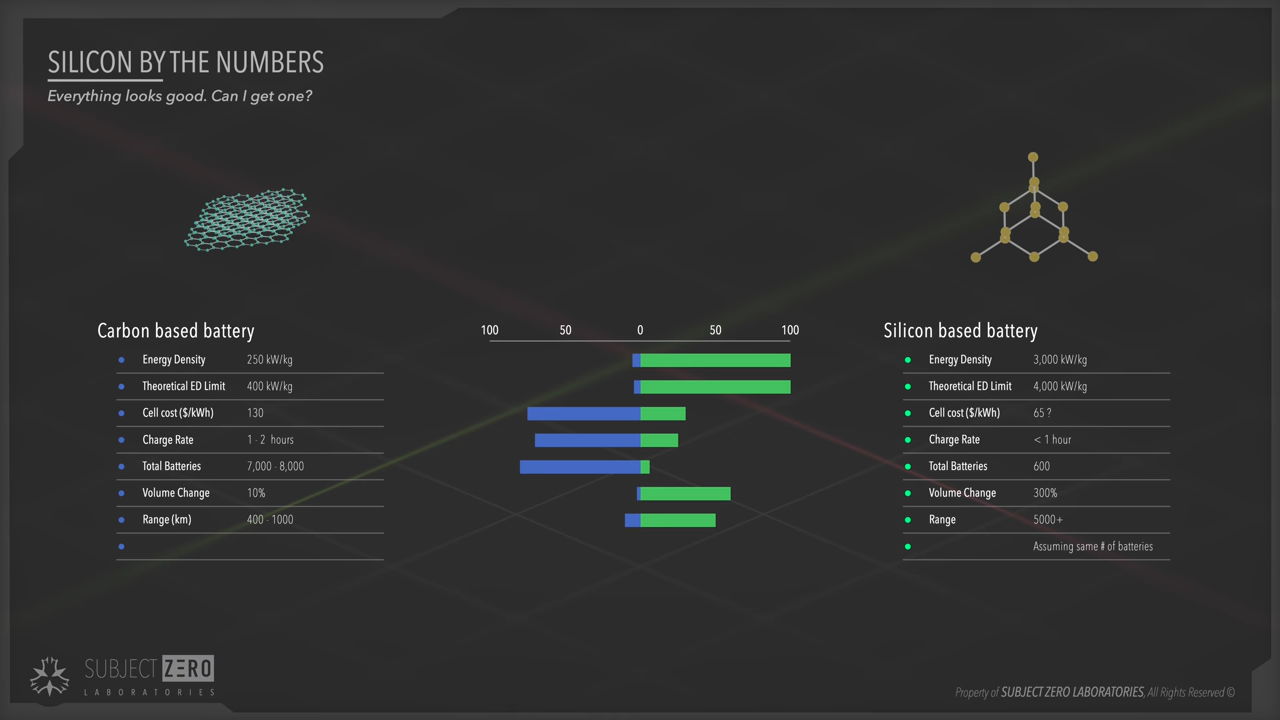 SILICON BY THE NUMBERS
Everything looks good. Can I get one?
Carbon based battery
Energy Density 250 kW/kg
Theoretical ED Limit 400 kW/kg
Cell cost ($/kWh) 130
Charge Rate 1 - 2 hours
Total Batteries 7,000 - 8,000
Volume Change 10%
Range (km) 400 - 1000
100 50 0 50 100
Silicon based battery
Energy Density 3,000 kW/kg
Theoretical ED Limit 4,000 kW/kg
Cell cost ($/kWh) 65 ?
Charge Rate < 1 hour
Total Batteries 600
Volume Change 300%
Range 5000+
Assuming same # of batteries
SUBJECT ZERO
LABORATORIES
Property of SUBJECT ZERO LABORATORIES, All Rights Reserved ©